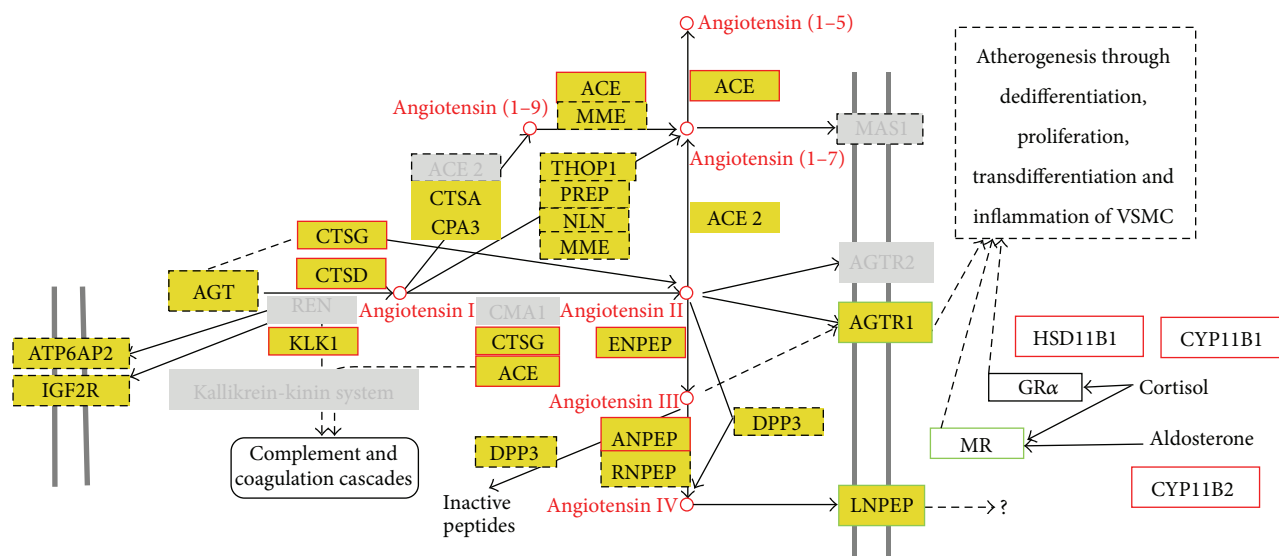 Angiotensin (1–5)
ACE
MME
ACE
Angiotensin (1–9)
MAS1
Angiotensin (1–7)
Atherogenesis through
dedifferentiation,
proliferation,
transdifferentiation and
inflammation of VSMC
ACE 2
CTSA
CPA3
THOP1
PREP
NLN
MME
ACE 2
CTSG
CTSD
AGT
REN
KLK1
Angiotensin I
CMA1
CTSG
ACE
Angiotensin II
ENPEP
AGTR2
AGTR1
ATP6AP2
IGF2R
Kallikrein-kinin system
Complement and
coagulation cascades
Angiotensin III
DPP3
ANPEP
RNPEP
DPP3
Inactive
peptides
Angiotensin IV
LNPEP
?
HSD11B1
CYP11B1
GRα
Cortisol
MR
Aldosterone
CYP11B2